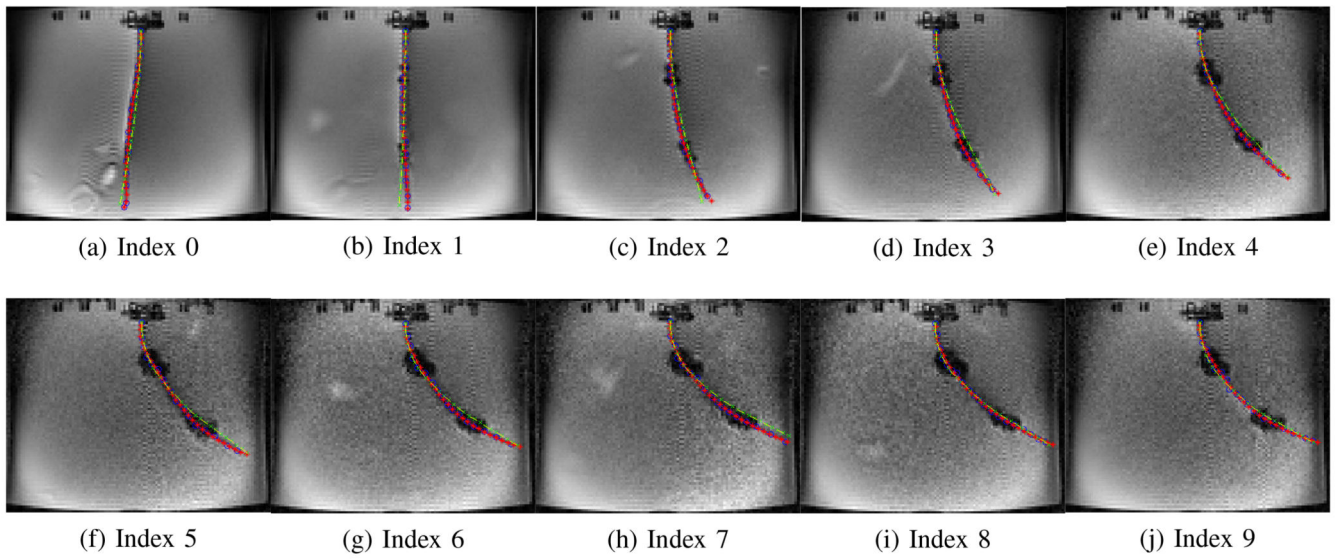 (a) Index 0
(b) Index 1
(c) Index 2
(d) Index 3
(e) Index 4
(f) Index 5
(g) Index 6
(h) Index 7
(i) Index 8
(j) Index 9